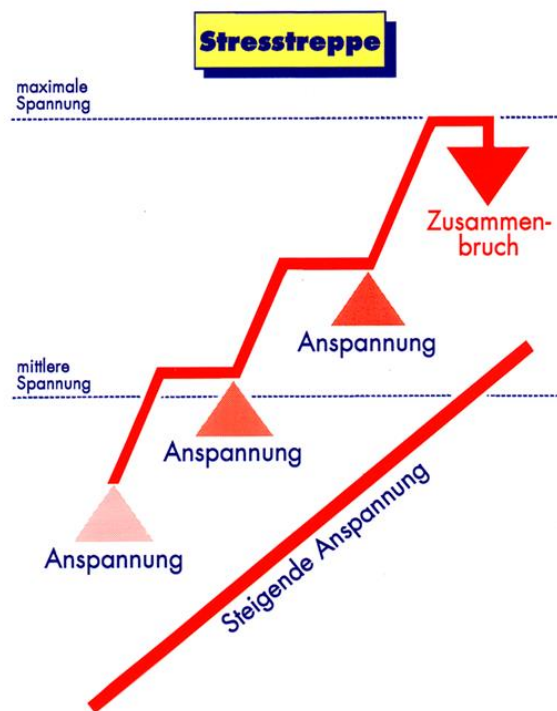 Stresstreppe
maximale
Spannung
Zusammen-
bruch
Anspannung
mittlere
Spannung
Anspannung
Anspannung
Steigende Anspannung